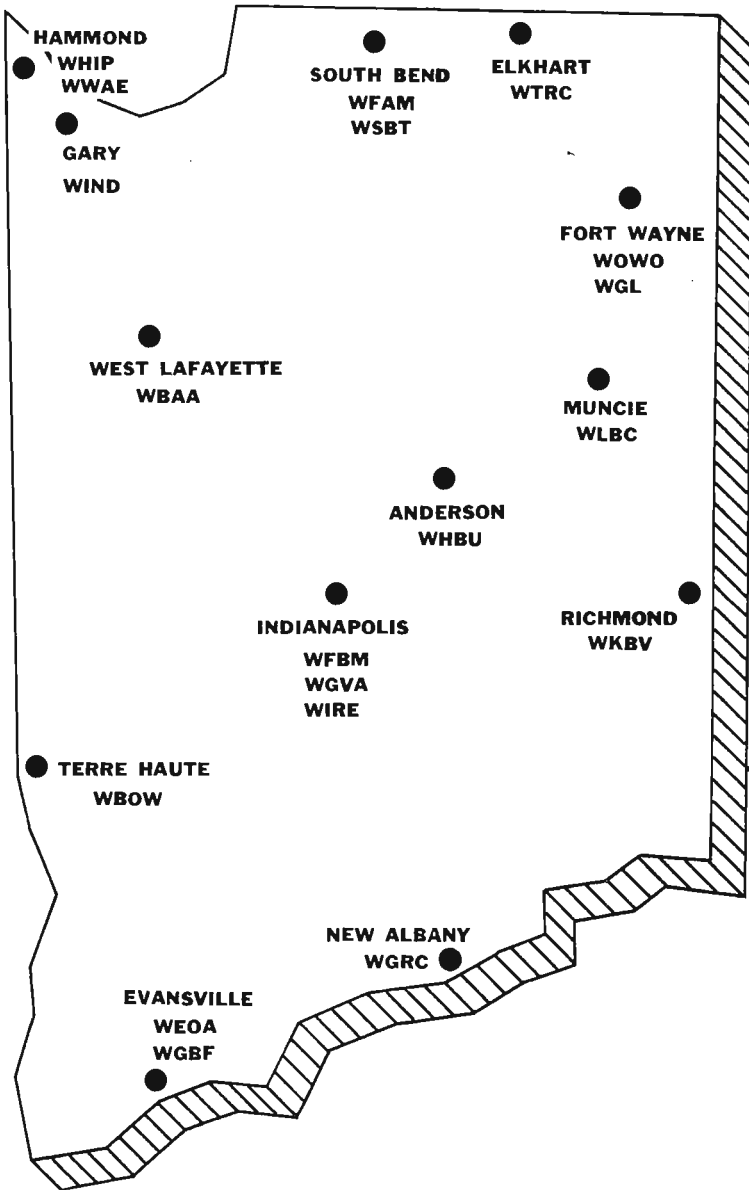 HAMMOND
WHIP
WWAE
SOUTH BEND
WFAM
WSBT
ELKHART
WTRC
GARY
WIND
FORT WAYNE
WOWO
WGL
WEST LAFAYETTE
WBAA
MUNCIE
WLBC
ANDERSON
WHBU
INDIANAPOLIS
WFBM
WGVA
WIRE
RICHMOND
WKBV
TERRE HAUTE
WBOW
NEW ALBANY
WGRC
EVANSVILLE
WEOA
WGBF